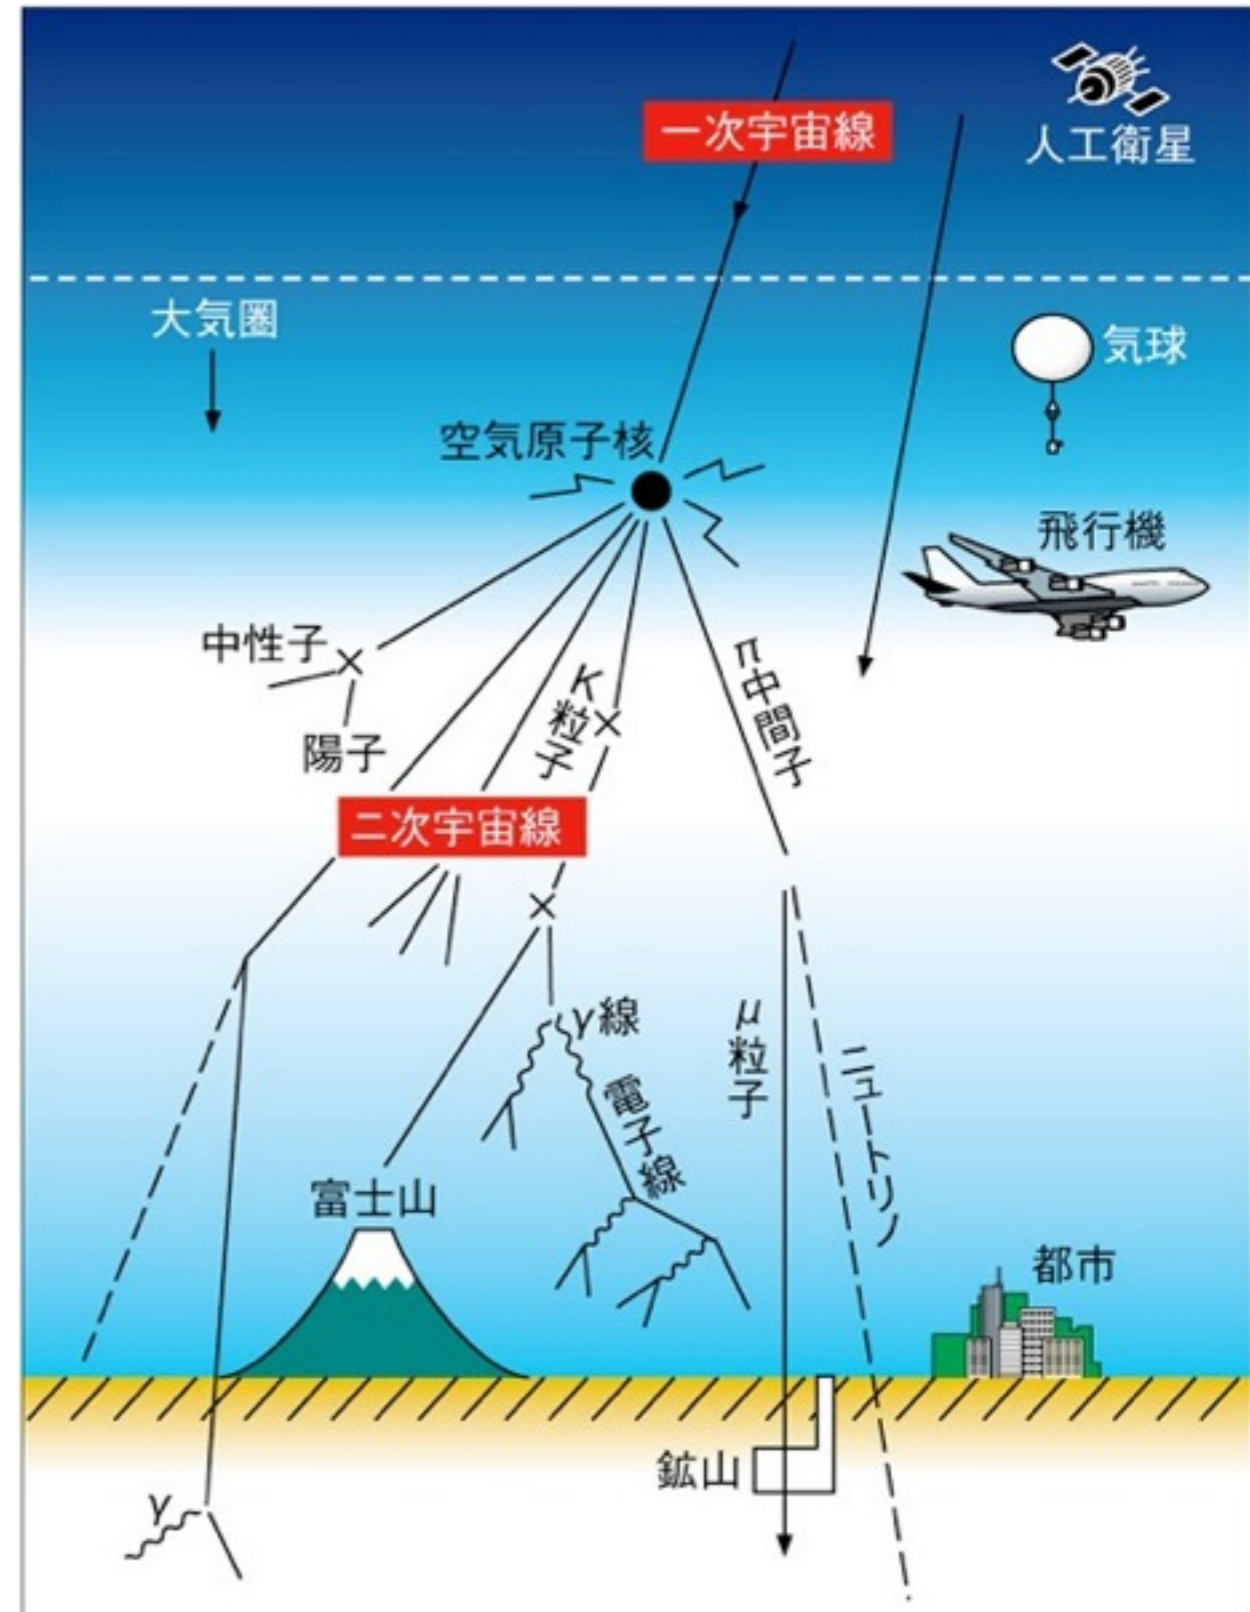 一次宇宙線
人工衛星
大気圏
気球
空気原子核
飛行機
中性子
K粒子
π中間子
陽子
二次宇宙線
γ線
μ粒子
ニュートリノ
電子線
富士山
都市
鉱山
γ